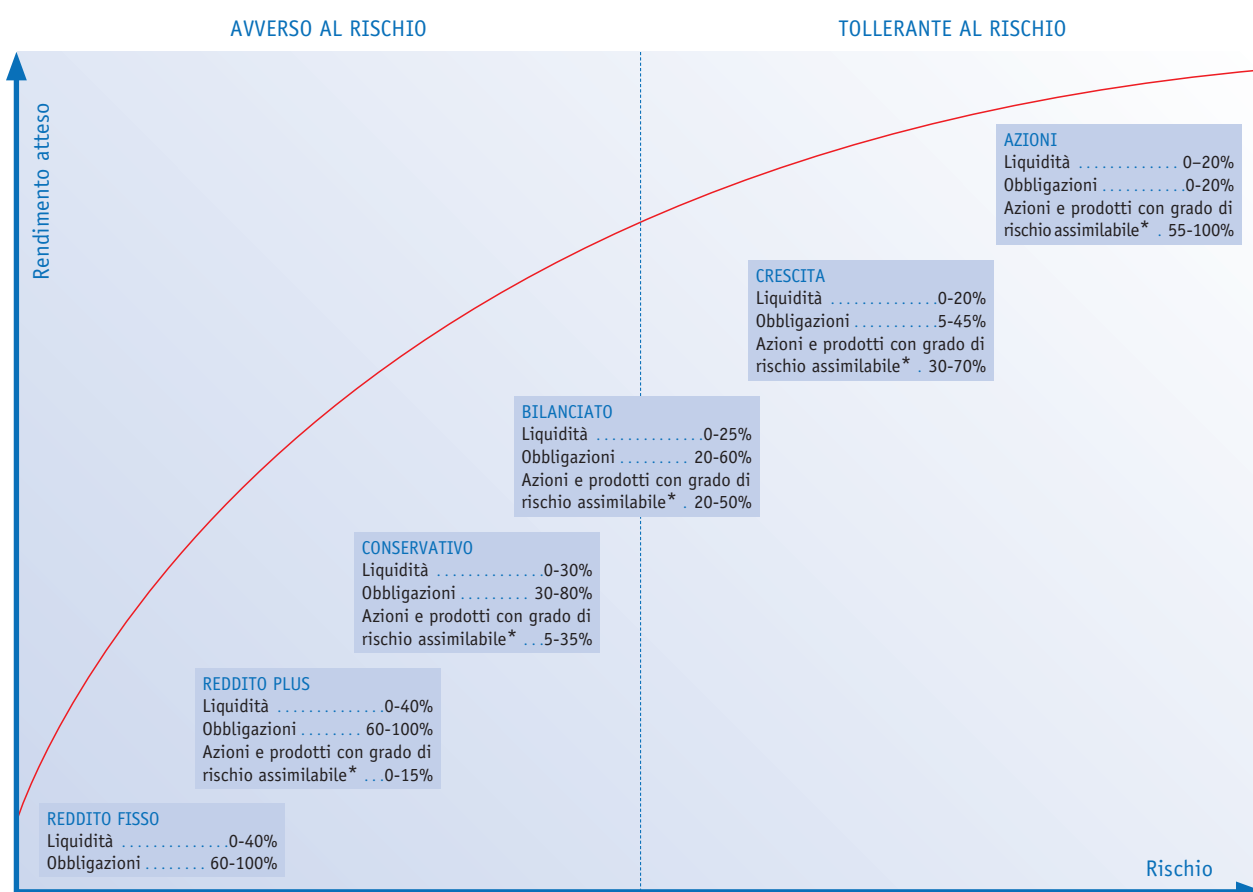 AVVERSO AL RISCHIO
TOLLERANTE AL RISCHIO
Rendimento atteso
AZIONI
Liquidità ............. 0–20%
Obbligazioni ...........0-20%
Azioni e prodotti con grado di
rischio assimilabile* . 55-100%
CRESCITA
Liquidità ..............0-20%
Obbligazioni ...........5-45%
Azioni e prodotti con grado di
rischio assimilabile* . 30-70%
BILANCIATO
Liquidità ..............0-25%
Obbligazioni ......... 20-60%
Azioni e prodotti con grado di
rischio assimilabile* . 20-50%
CONSERVATIVO
Liquidità ..............0-30%
Obbligazioni ......... 30-80%
Azioni e prodotti con grado di
rischio assimilabile* ...5-35%
REDDITO PLUS
Liquidità ..............0-40%
Obbligazioni ........ 60-100%
Azioni e prodotti con grado di
rischio assimilabile* ...0-15%
REDDITO FISSO
Liquidità ..............0-40%
Obbligazioni ........ 60-100%
Rischio